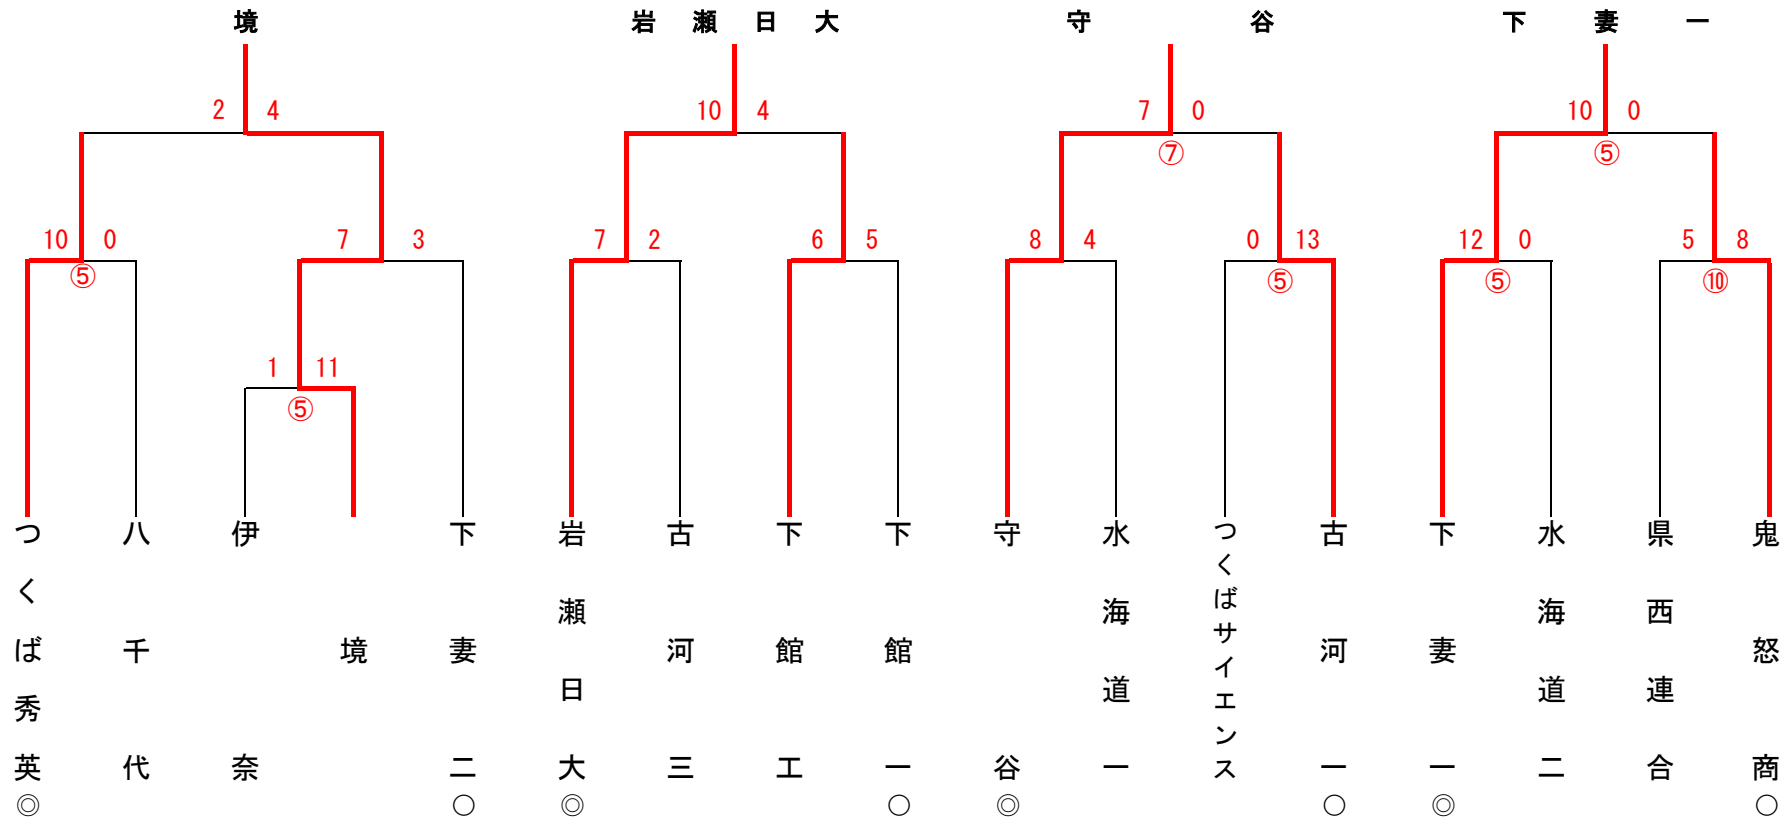 境
岩瀬日大
守谷
下妻一
2 4
10 4
7 0
10 0
⑦
⑤
10 0
7 3
7 2
6 5
8 4
0 13
12 0
5 8
⑤
⑤
⑤
⑩
1 11
⑤
つくば秀英◎
八千代
伊奈
境
下妻二○
岩瀬日大◎
古河三
下館工
下館一○
守谷◎
水海道一
つくばサイエンス
古河一○
下妻一◎
水海道二
県西連合
鬼怒商○